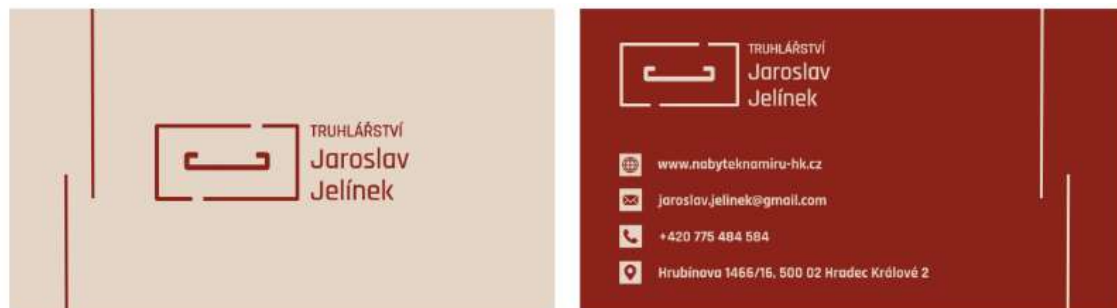 TRUHLÁŘSTVÍ
Jaroslav
Jelínek
TRUHLÁŘSTVÍ
Jaroslav
Jelínek
www.nabyteknamiru-hk.cz
jaroslav.jelinek@gmail.com
+420 775 484 584
Hrubínova 1466/16, 500 02 Hradec Králové 2